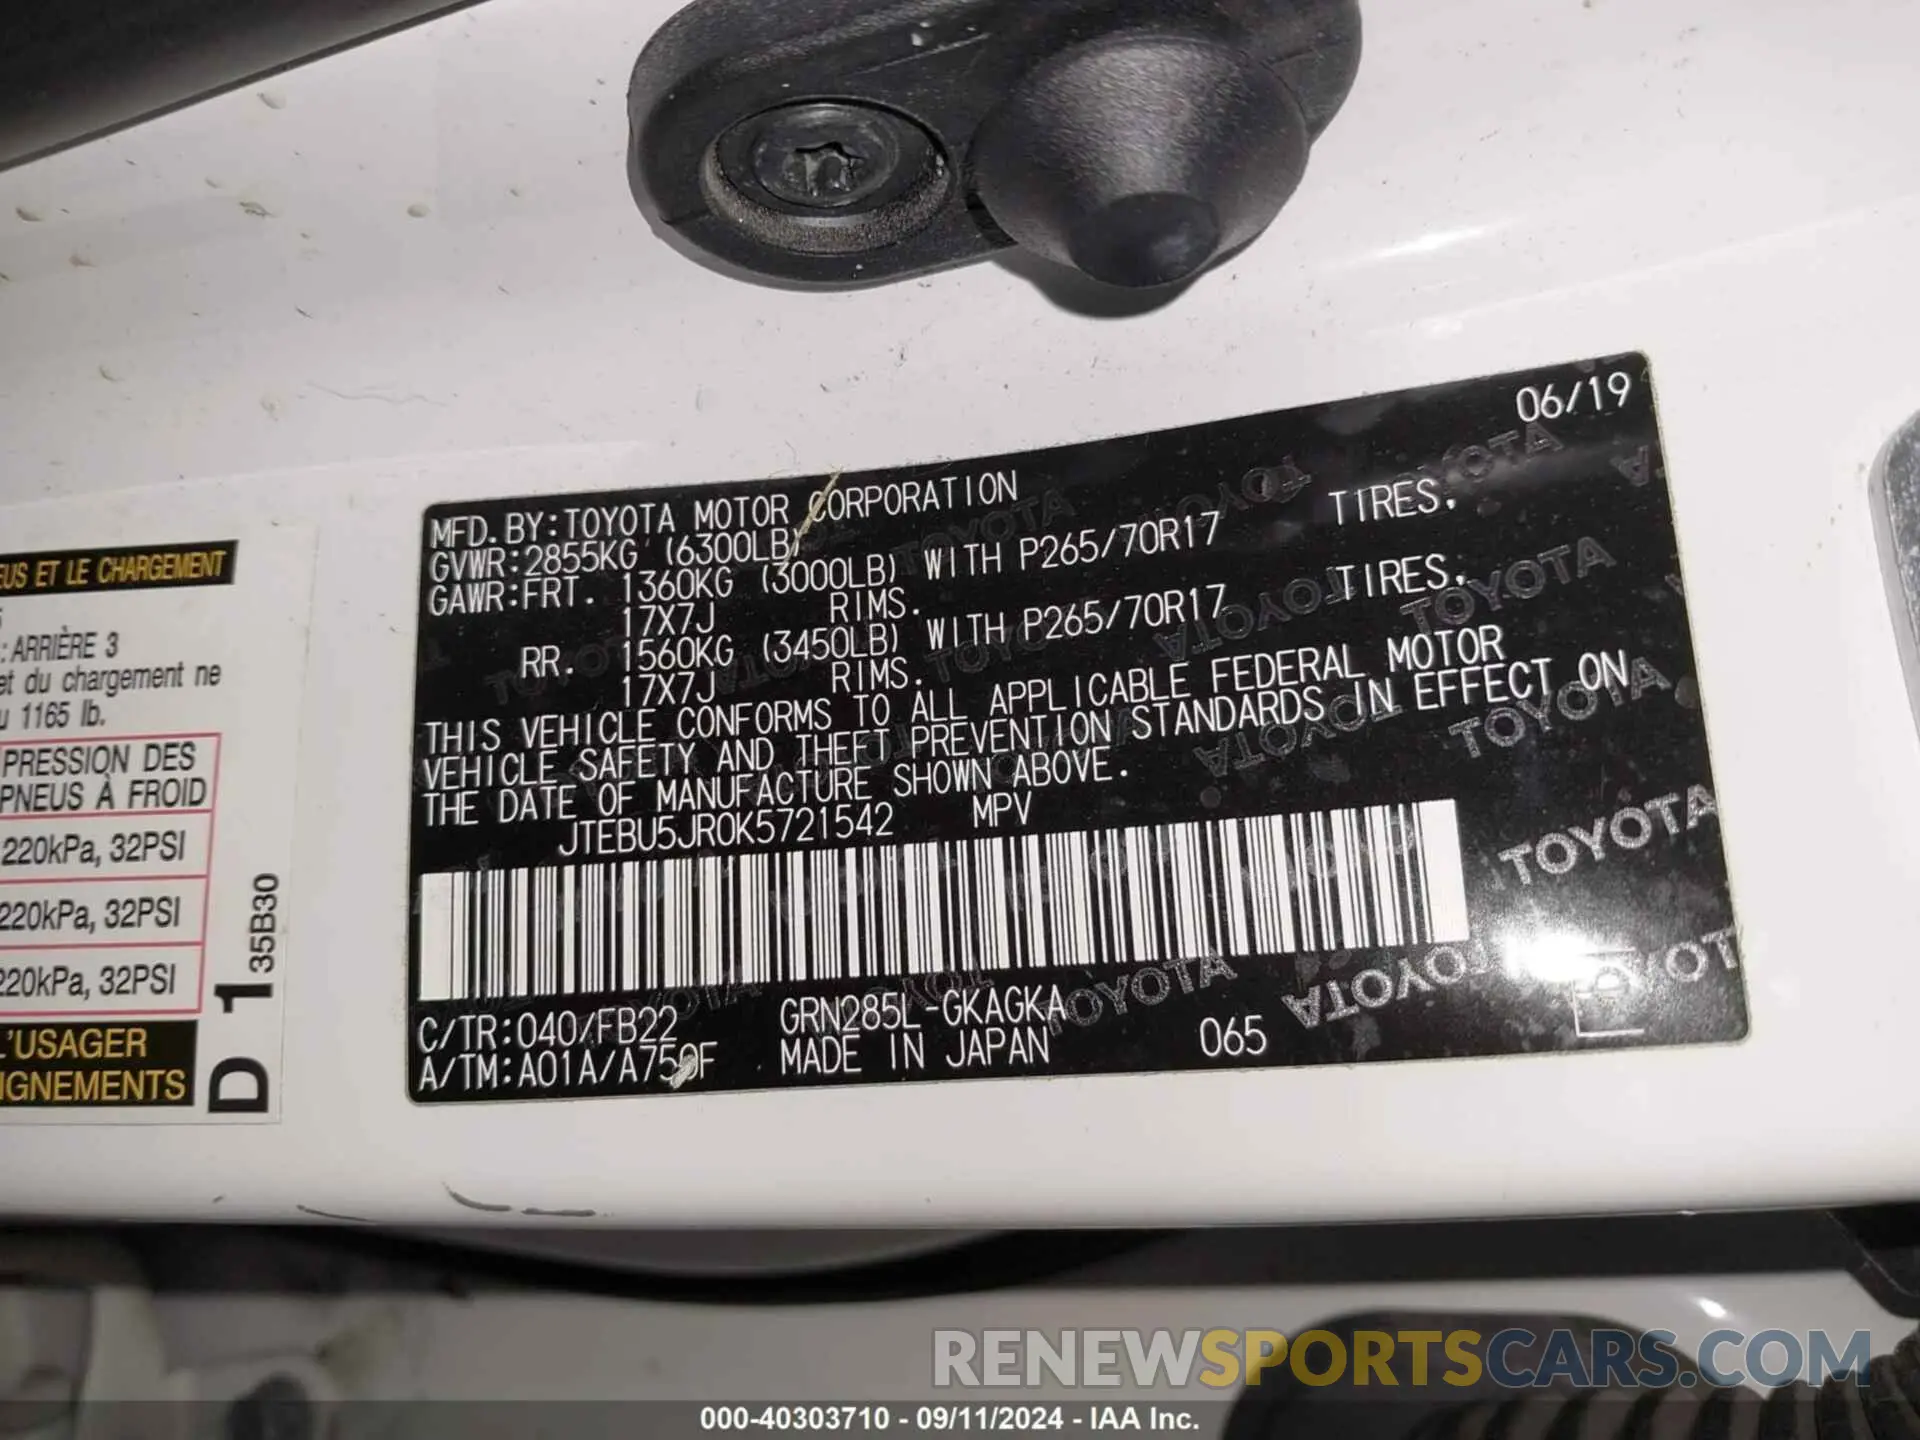 06/19
MFD.BY:TOYOTA MOTOR CORPORATION
GVWR:2855KG (6300LB)
GAWR:FRT. 1360KG (3000LB) WITH P265/70R17 TIRES.
17X7J RIMS.
RR. 1560KG (3450LB) WITH P265/70R17 TIRES.
17X7J RIMS.
THIS VEHICLE CONFORMS TO ALL APPLICABLE FEDERAL MOTOR
VEHICLE SAFETY AND THEFT PREVENTION STANDARDS IN EFFECT ON
THE DATE OF MANUFACTURE SHOWN ABOVE.
JTEBU5JR0K5721542 MPV
C/TR:040/FB22 GRN285L-GKAGKA
A/TM:A01A/A750F MADE IN JAPAN 065
TOYOTA
ET LE CHARGEMENT
: ARRIÈRE 3
et du chargement ne
1165 lb.
PRESSION DES
PNEUS À FROID
220kPa, 32PSI
220kPa, 32PSI
220kPa, 32PSI
L'USAGER
D 1 35B30
RENEWSPORTSCARS.COM
000-40303710 - 09/11/2024 - IAA Inc.